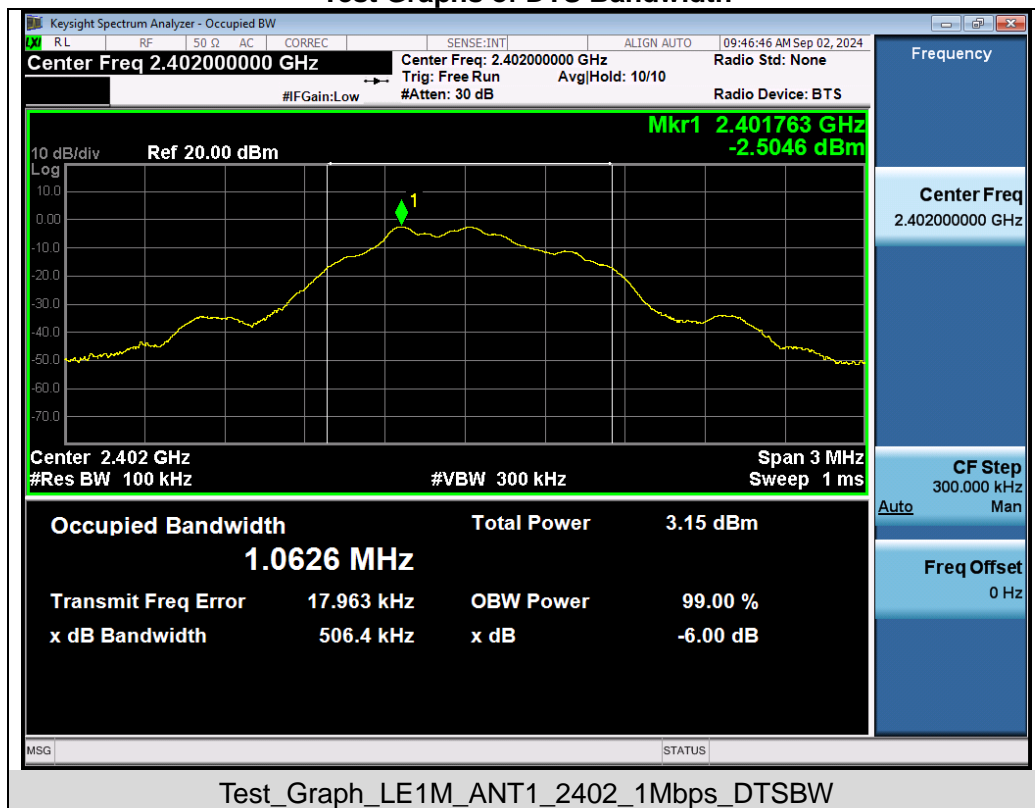 Test Graphs of DTS Bandwidth
Keysight Spectrum Analyzer - Occupied BW
LXI RL RF 50 Ω AC CORREC SENSE:INT ALIGN AUTO 09:46:46 AM Sep 02, 2024
Center Freq 2.402000000 GHz
Center Freq: 2.402000000 GHz
Radio Std: None
Trig: Free Run Avg|Hold: 10/10
#IFGain:Low #Atten: 30 dB Radio Device: BTS
Mkr1 2.401763 GHz
-2.5046 dBm
10 dB/div Ref 20.00 dBm
Log
10.0
0.00
-10.0
-20.0
-30.0
-40.0
-50.0
-60.0
-70.0
1
Center 2.402 GHz Span 3 MHz
#Res BW 100 kHz #VBW 300 kHz Sweep 1 ms
Occupied Bandwidth Total Power 3.15 dBm
1.0626 MHz
Transmit Freq Error 17.963 kHz OBW Power 99.00 %
x dB Bandwidth 506.4 kHz x dB -6.00 dB
MSG STATUS
Frequency
Center Freq
2.402000000 GHz
CF Step
300.000 kHz
Auto Man
Freq Offset
0 Hz
Test_Graph_LE1M_ANT1_2402_1Mbps_DTSBW